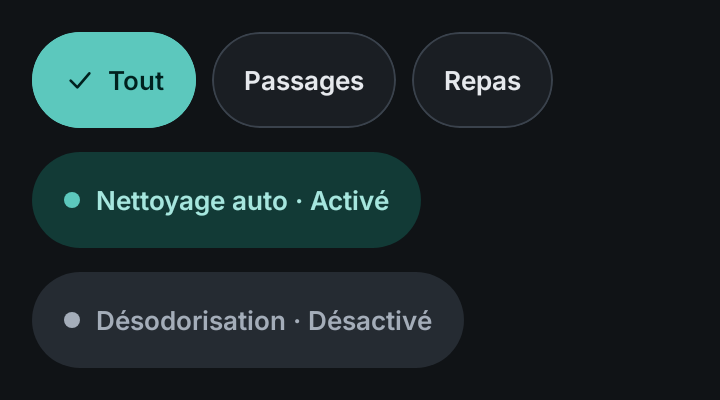 Tout Passages Repas
Nettoyage auto · Activé
Désodorisation · Désactivé